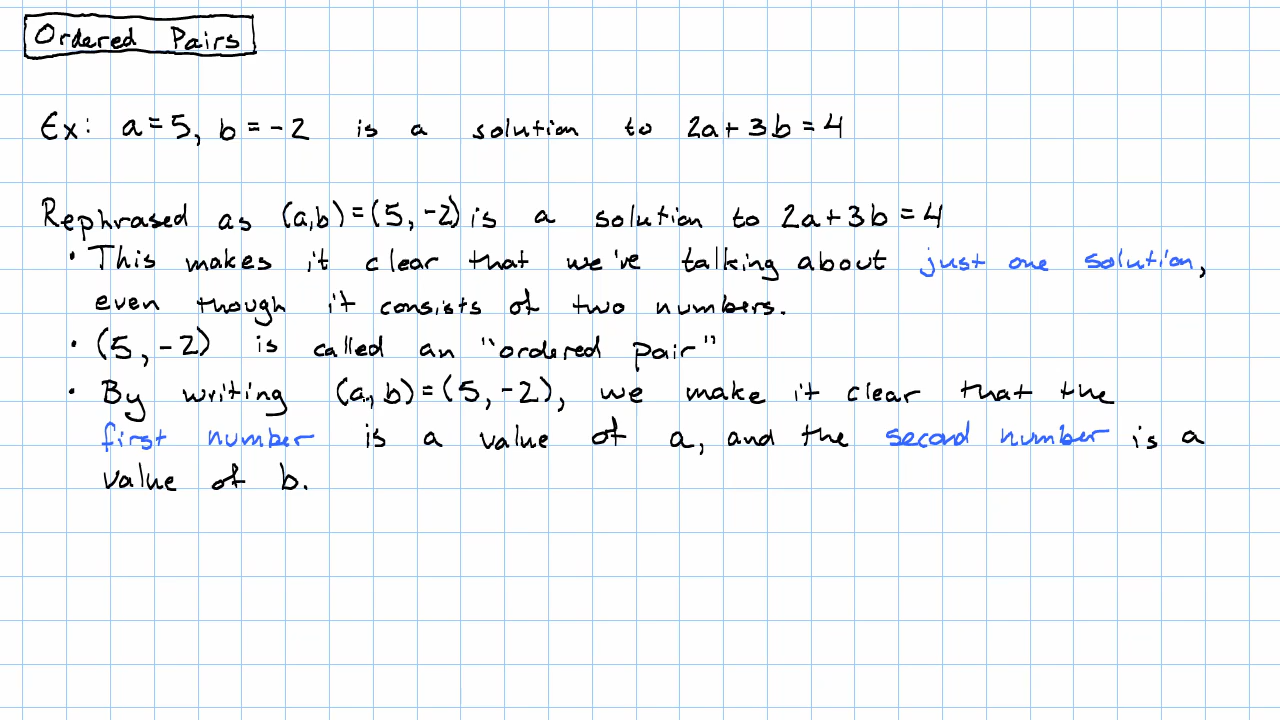 Ordered Pairs
Ex: a=5, b=-2 is a solution to 2a+3b=4
Rephrased as (a,b)=(5,-2) is a solution to 2a+3b=4
• This makes it clear that we've talking about just one solution,
even though it consists of two numbers.
• (5,-2) is called an "ordered pair"
• By writing (a,b)=(5,-2), we make it clear that the
first number is a value of a, and the second number is a
value of b.